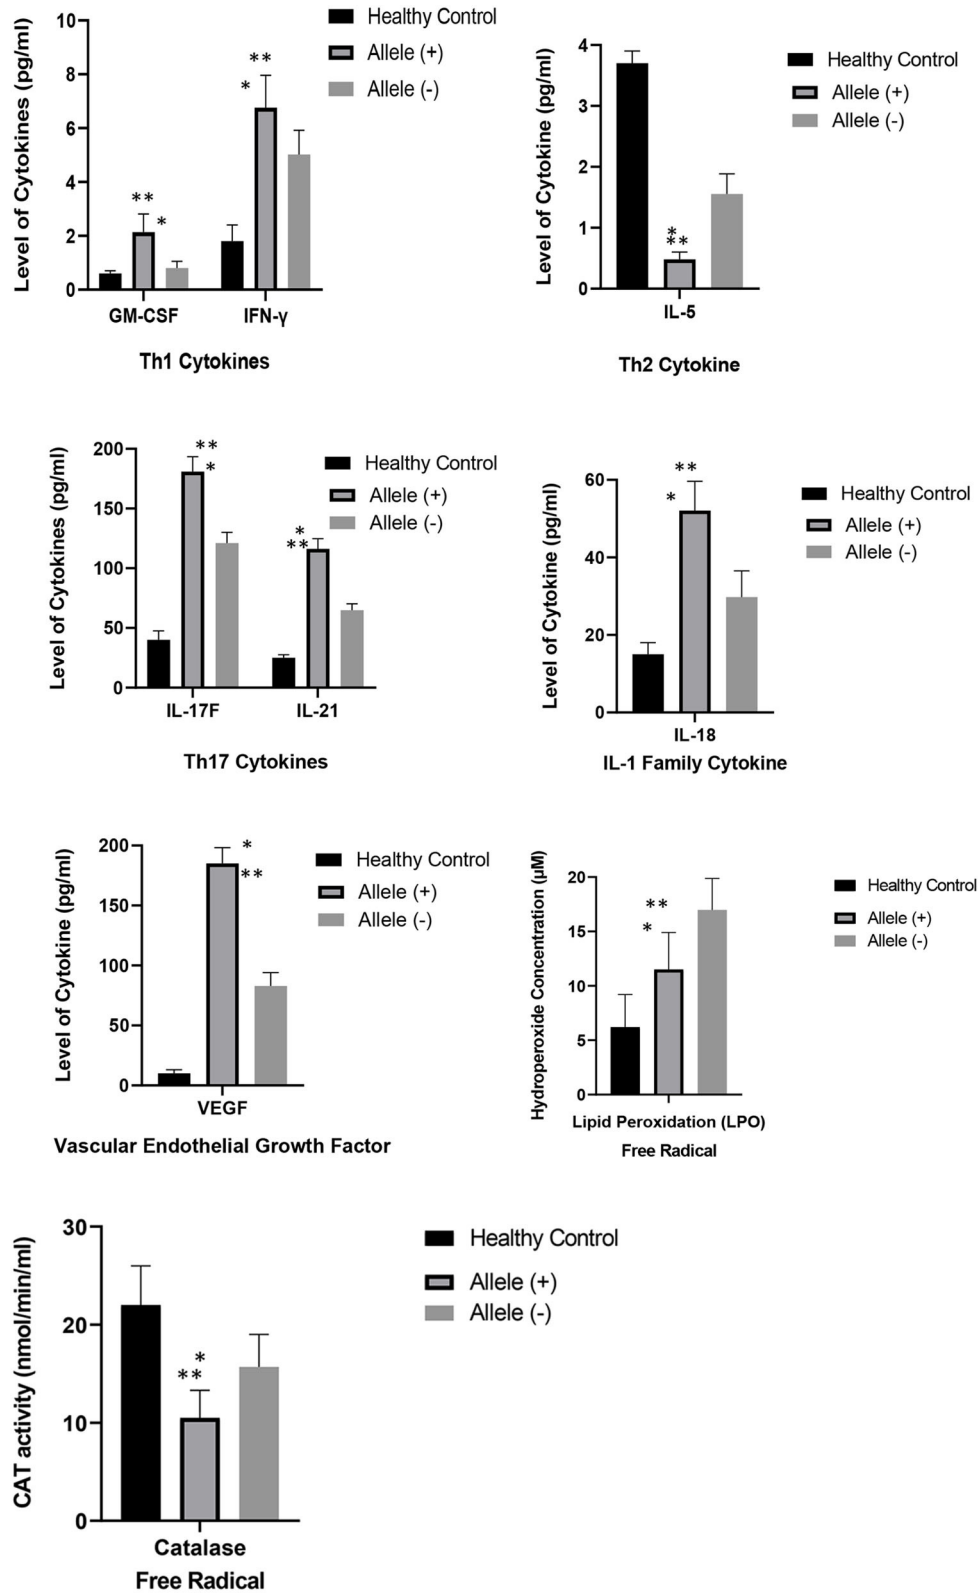 Level of Cytokines (pg/ml)
10
8
6
4
2
0
** *
* **
GM-CSF IFN-γ
Th1 Cytokines
Healthy Control
Allele (+)
Allele (-)
Level of Cytokine (pg/ml)
4
3
2
1
0
*
**
IL-5
Th2 Cytokine
Healthy Control
Allele (+)
Allele (-)
Level of Cytokines (pg/ml)
200
150
100
50
0
**
*
*
**
IL-17F IL-21
Th17 Cytokines
Healthy Control
Allele (+)
Allele (-)
Level of Cytokine (pg/ml)
60
40
20
0
**
*
IL-18
IL-1 Family Cytokine
Healthy Control
Allele (+)
Allele (-)
Level of Cytokine (pg/ml)
200
150
100
50
0
*
**
VEGF
Vascular Endothelial Growth Factor
Healthy Control
Allele (+)
Allele (-)
Hydroperoxide Concentration (µM)
20
15
10
5
0
**
*
Lipid Peroxidation (LPO)
Free Radical
Healthy Control
Allele (+)
Allele (-)
CAT activity (nmol/min/ml)
30
20
10
0
*
**
Catalase
Free Radical
Healthy Control
Allele (+)
Allele (-)